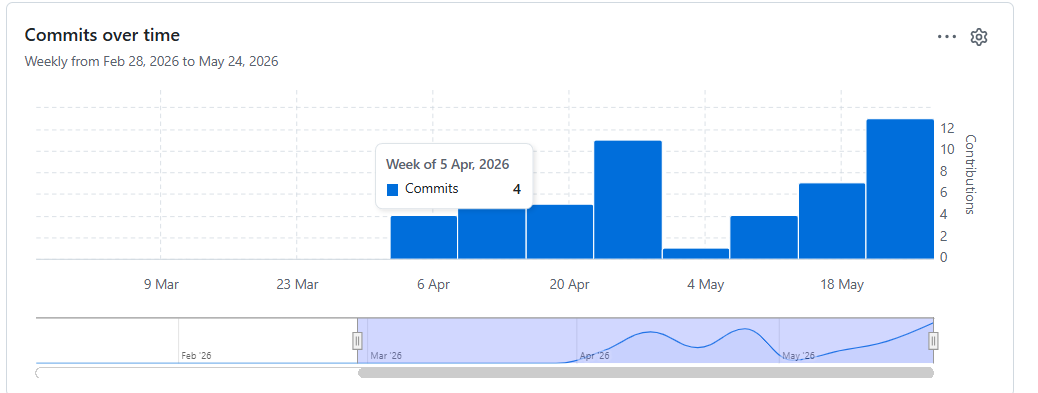 Commits over time
Weekly from Feb 28, 2026 to May 24, 2026
Week of 5 Apr, 2026
Commits 4
12
10
8
6
4
2
0
Contributions
9 Mar 23 Mar 6 Apr 20 Apr 4 May 18 May
Feb '26 Mar '26 Apr '26 May '26